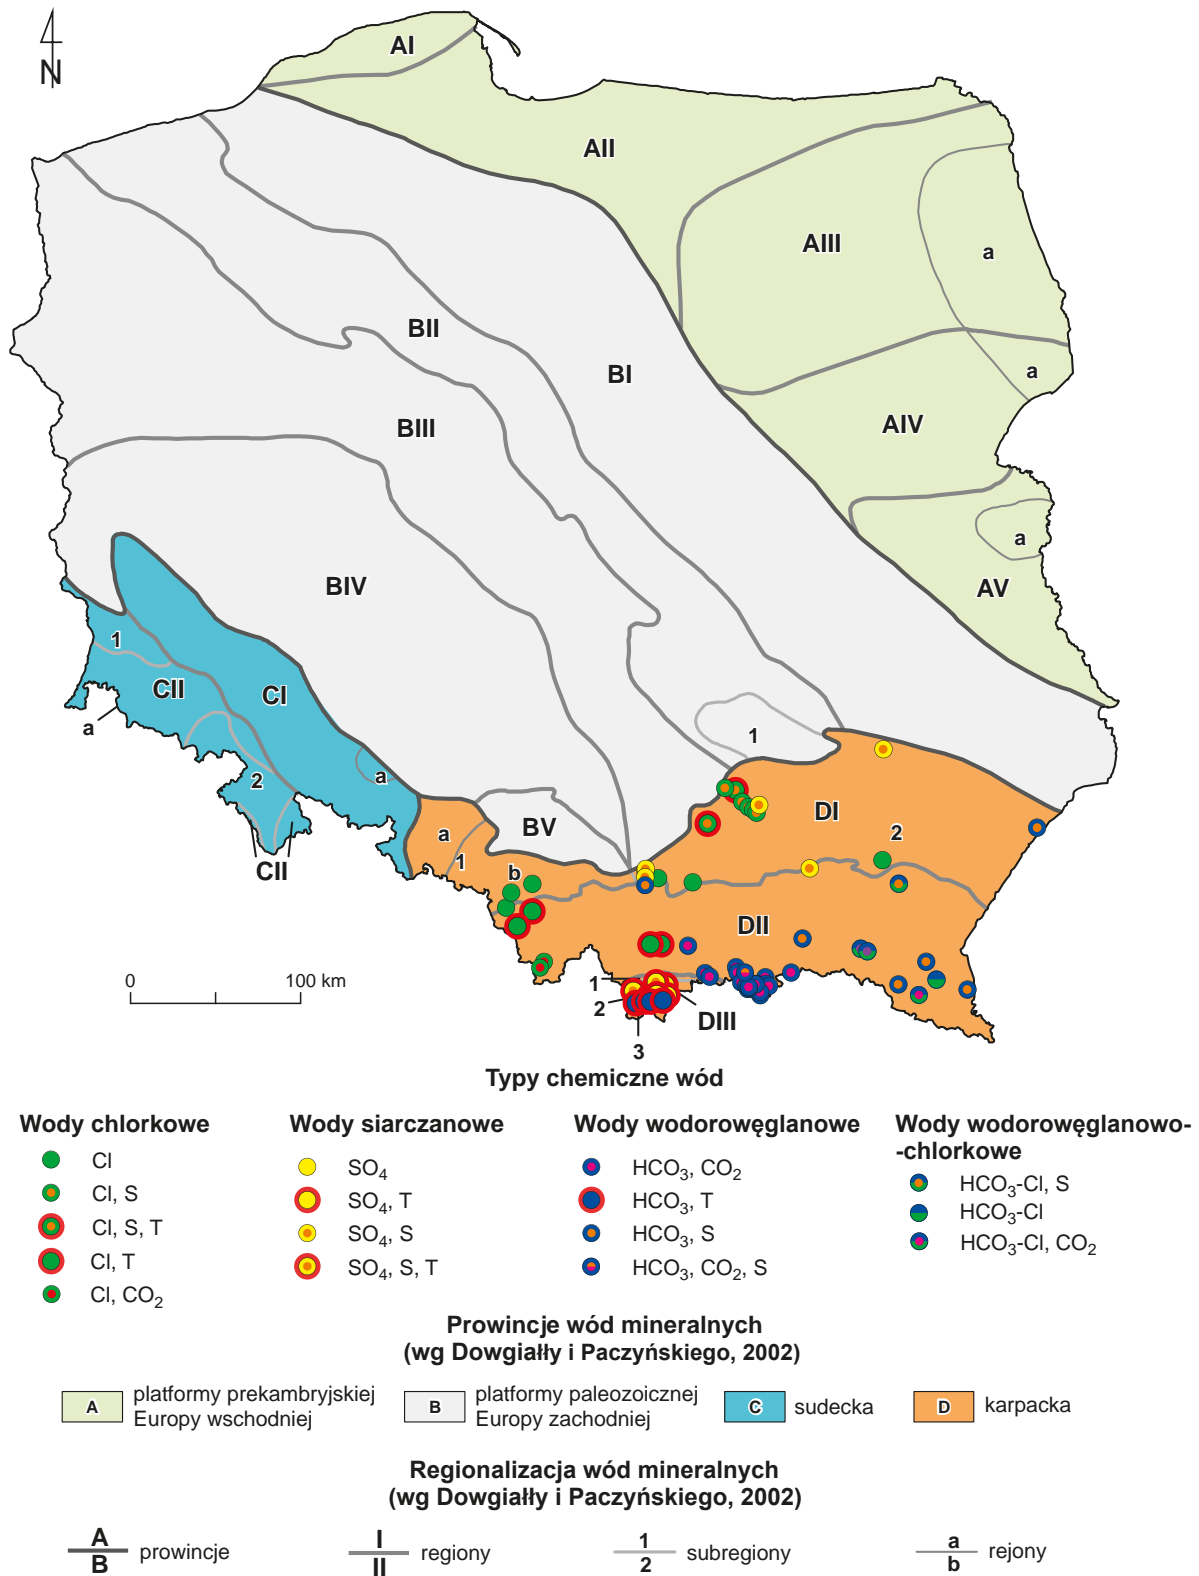 N
AI
AII
AIII
a
a
BII
BI
BIII
AIV
a
AV
BIV
1
CII
CI
a
1
2
a
DI
a
BV
2
1
b
CII
DII
0
100 km
1
2
DIII
3
Typy chemiczne wód
Wody chlorkowe
Cl
Cl, S
Cl, S, T
Cl, T
Cl, CO₂
Wody siarczanowe
SO₄
SO₄, T
SO₄, S
SO₄, S, T
Wody wodorowęglanowe
HCO₃, CO₂
HCO₃, T
HCO₃, S
HCO₃, CO₂, S
Wody wodorowęglanowo-
-chlorkowe
HCO₃-Cl, S
HCO₃-Cl
HCO₃-Cl, CO₂
Prowincje wód mineralnych
(wg Dowgiałły i Paczyńskiego, 2002)
A
platformy prekambryjskiej
Europy wschodniej
B
platformy paleozoicznej
Europy zachodniej
C
sudecka
D
karpacka
Regionalizacja wód mineralnych
(wg Dowgiałły i Paczyńskiego, 2002)
A
B
prowincje
I
II
regiony
1
2
subregiony
a
b
rejony